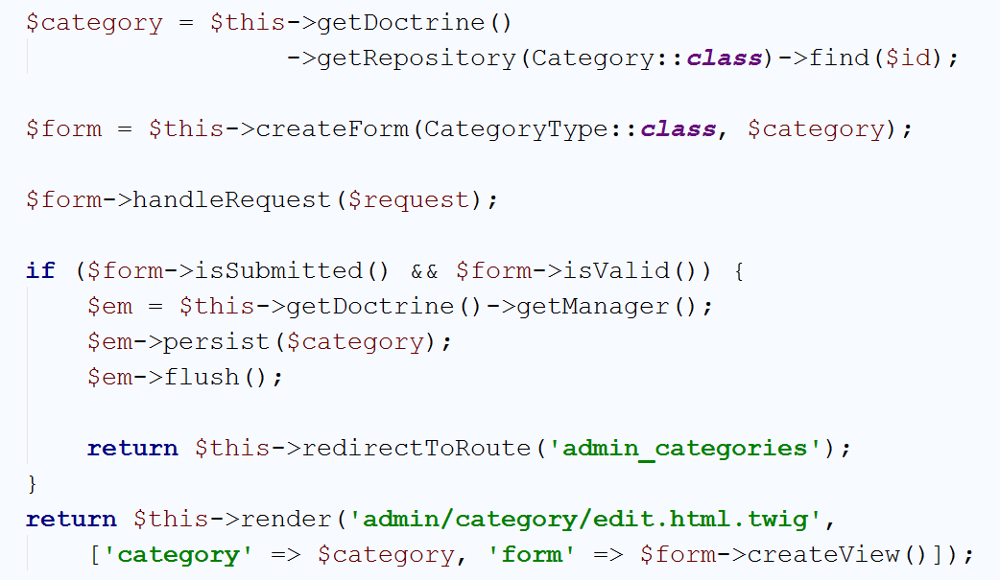 $category = $this->getDoctrine()
->getRepository(Category::class)->find($id);
$form = $this->createForm(CategoryType::class, $category);
$form->handleRequest($request);
if ($form->isSubmitted() && $form->isValid()) {
$em = $this->getDoctrine()->getManager();
$em->persist($category);
$em->flush();
return $this->redirectToRoute('admin_categories');
}
return $this->render('admin/category/edit.html.twig',
['category' => $category, 'form' => $form->createView()]);